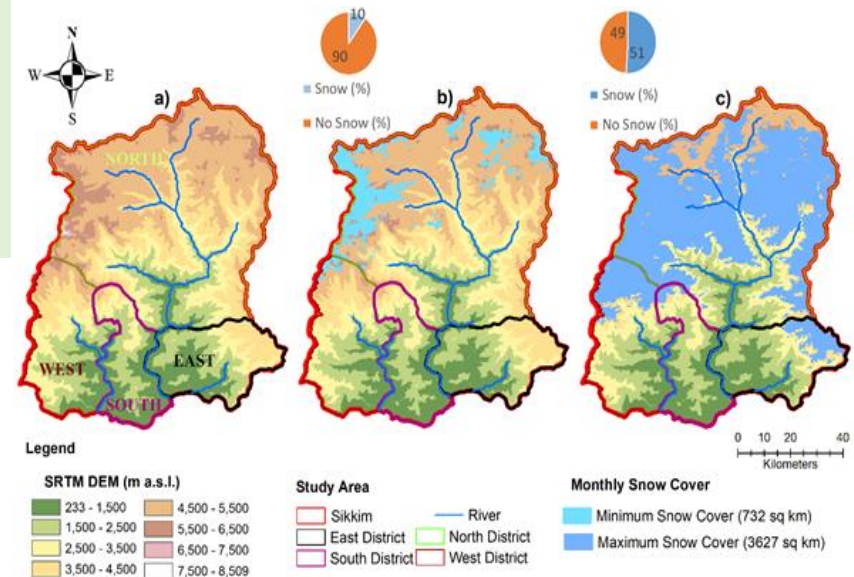 N
W E
S
10
90
Snow (%)
No Snow (%)
49
51
Snow (%)
No Snow (%)
a)
b)
c)
NORTH
WEST
EAST
SOUTH
0 10 20 40
Kilometers
Legend
SRTM DEM (m a.s.l.)
233 - 1,500
1,500 - 2,500
2,500 - 3,500
3,500 - 4,500
4,500 - 5,500
5,500 - 6,500
6,500 - 7,500
7,500 - 8,509
Study Area
Sikkim
East District
South District
River
North District
West District
Monthly Snow Cover
Minimum Snow Cover (732 sq km)
Maximum Snow Cover (3627 sq km)